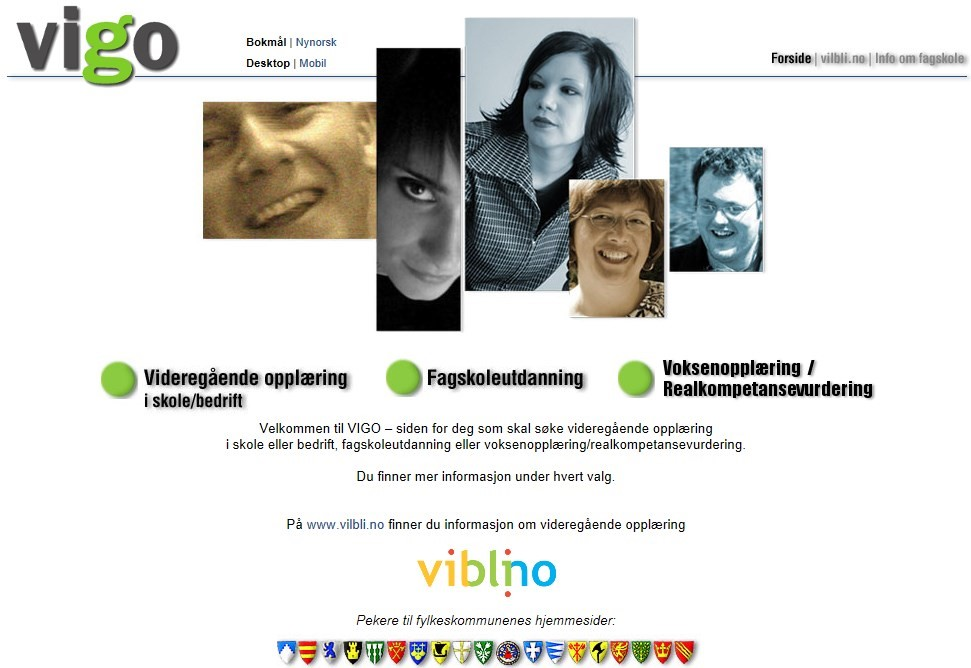 vigo
Bokmål | Nynorsk
Desktop | Mobil
Forside | vilbli.no | Info om fagskole
Videregående opplæring
i skole/bedrift
Fagskoleutdanning
Voksenopplæring /
Realkompetansevurdering
Velkommen til VIGO – siden for deg som skal søke videregående opplæring
i skole eller bedrift, fagskoleutdanning eller voksenopplæring/realkompetansevurdering.
Du finner mer informasjon under hvert valg.
På www.vilbli.no finner du informasjon om videregående opplæring
viblino
Pekere til fylkeskommunenes hjemmesider: